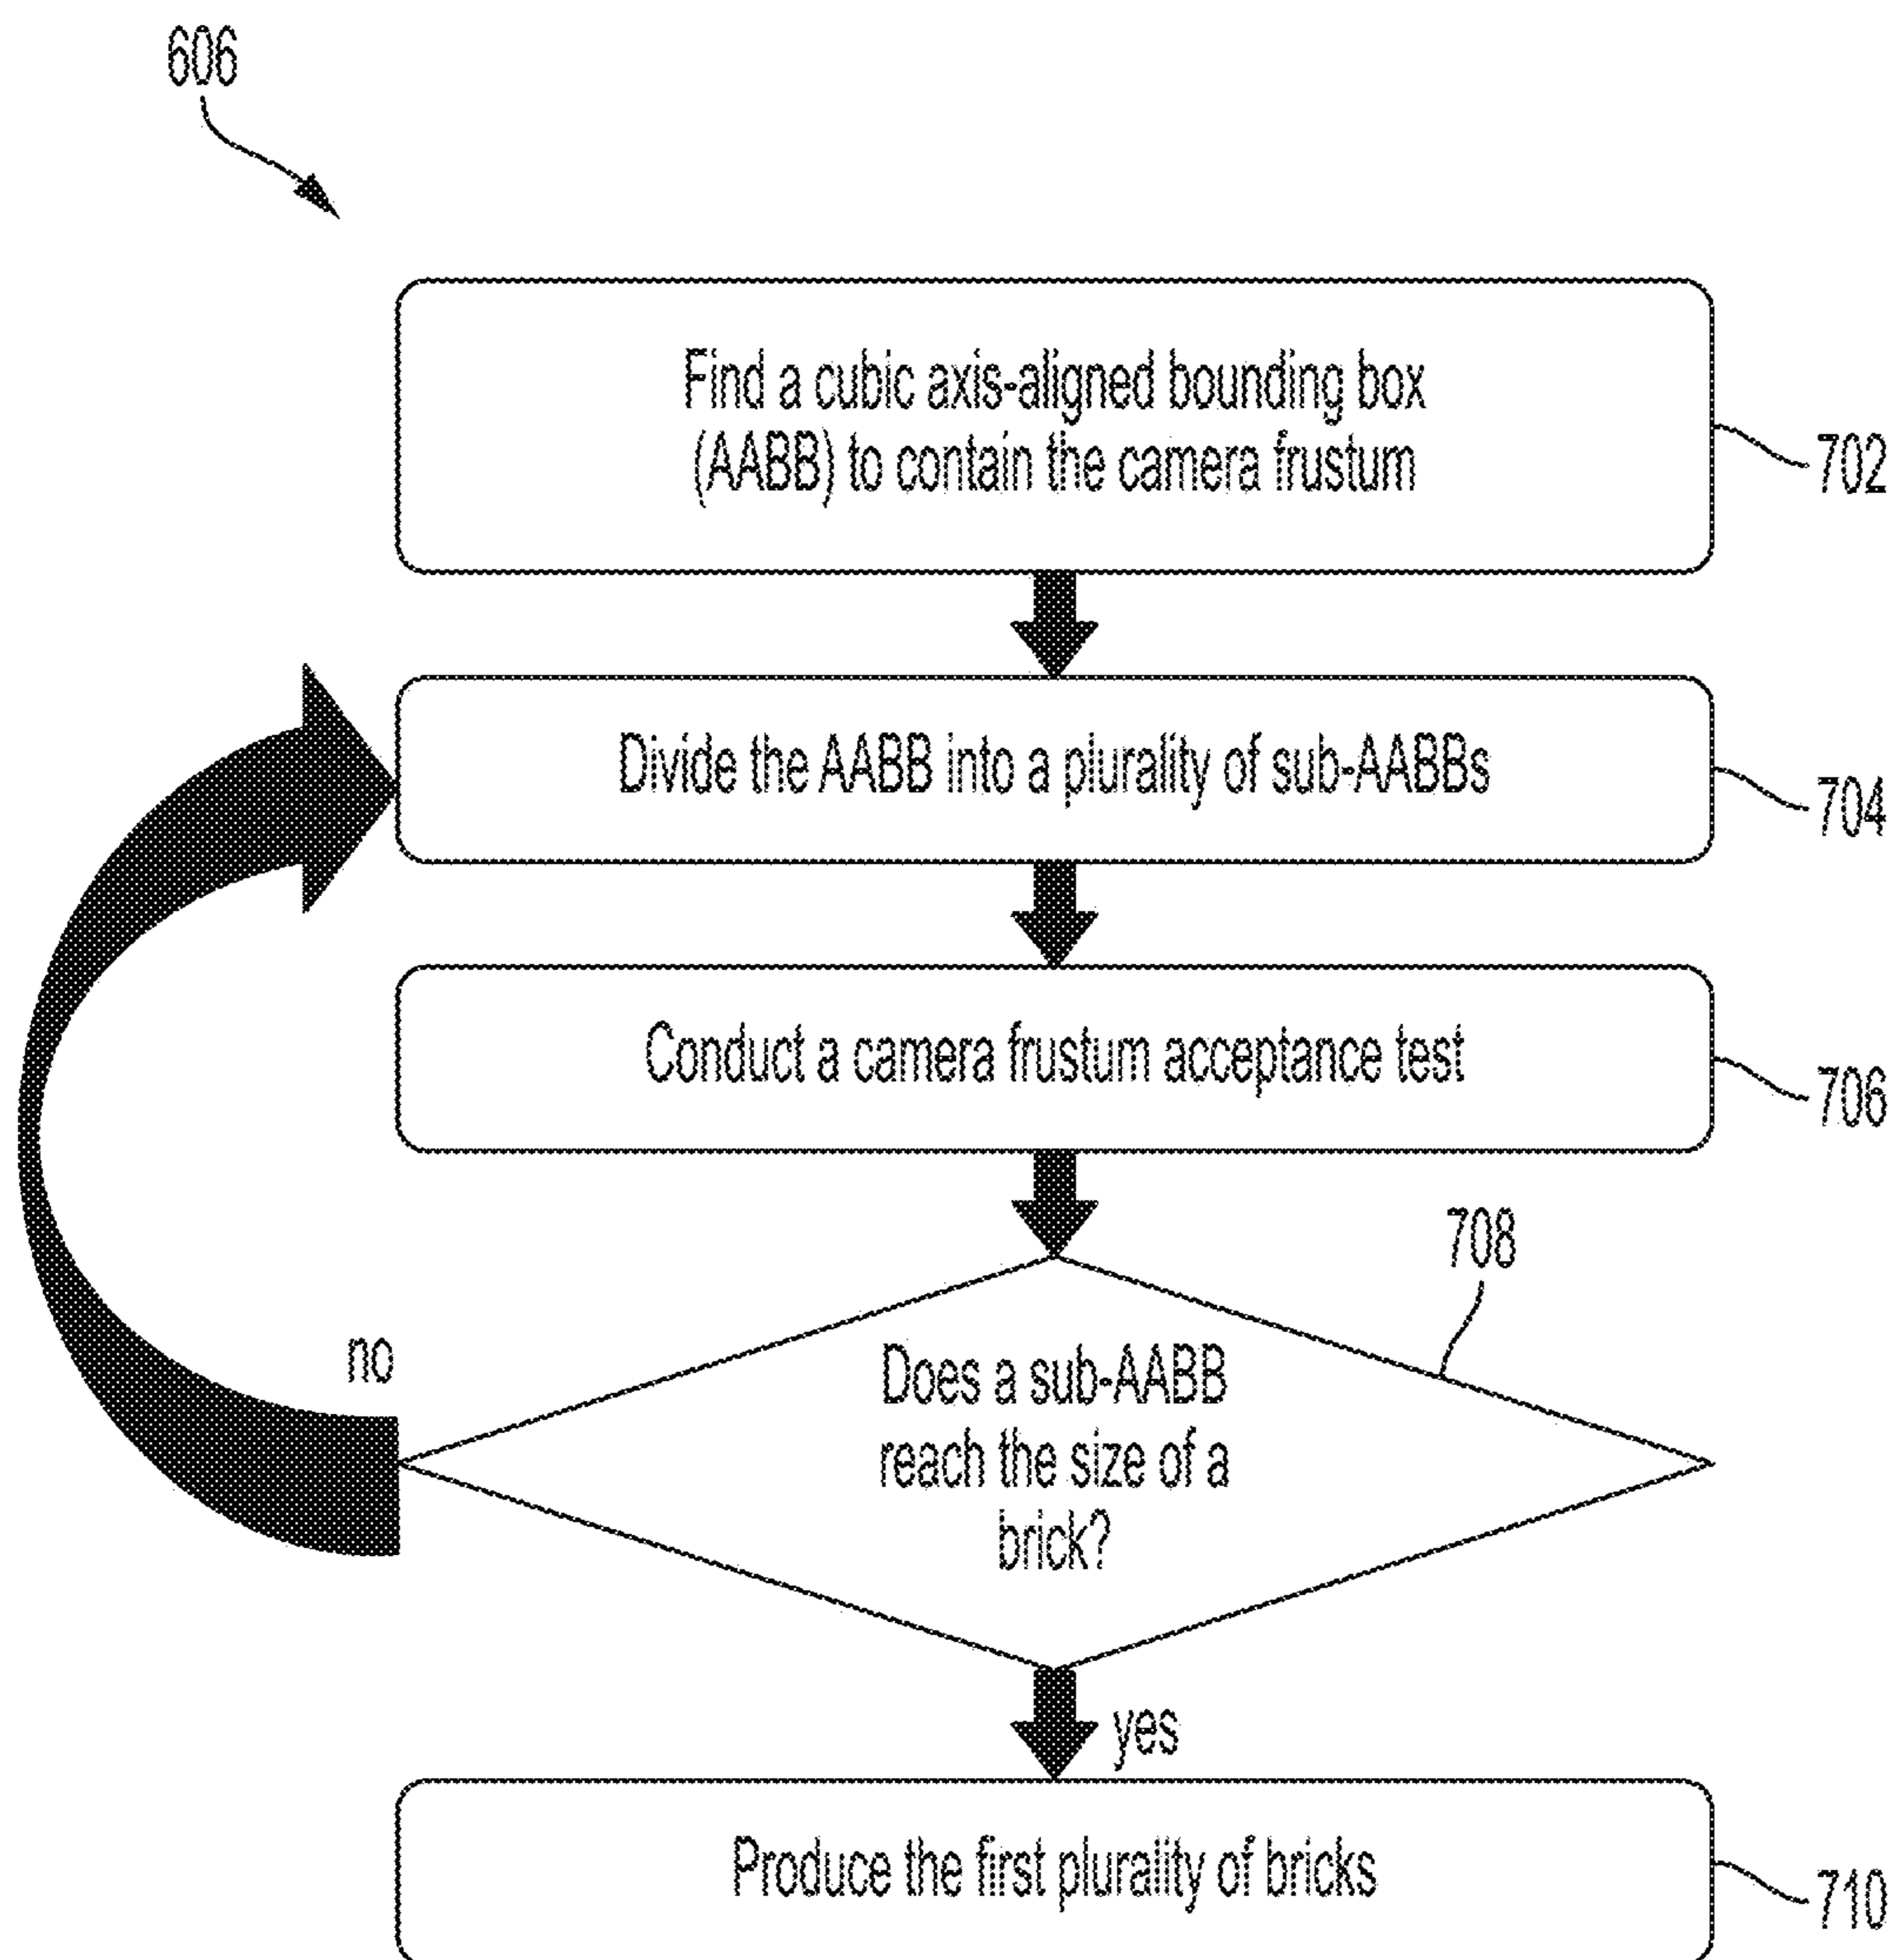 606
Find a cubic axis-aligned bounding box
(AABB) to contain the camera frustum
702
Divide the AABB into a plurality of sub-AABBs
704
Conduct a camera frustum acceptance test
706
708
no
Does a sub-AABB
reach the size of a
brick?
yes
Produce the first plurality of bricks
710